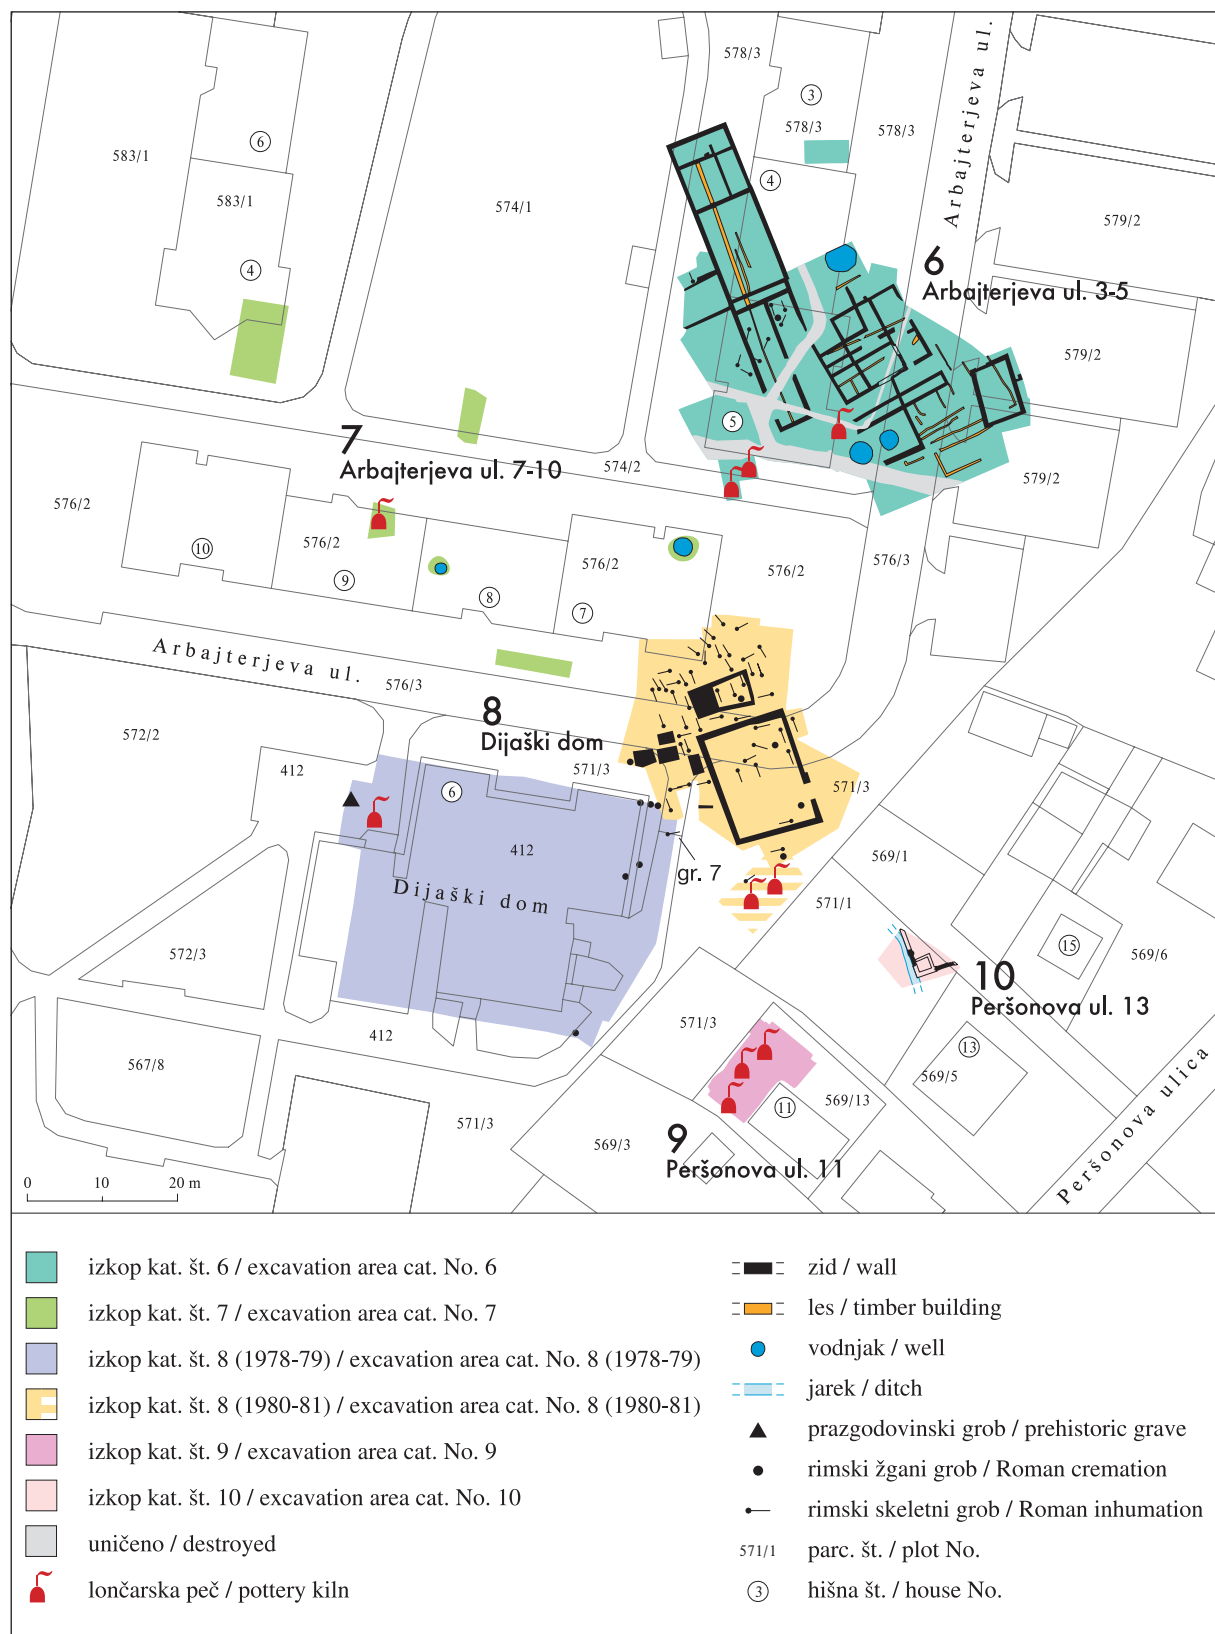 578/3
Arbajterjeva ul.
3
578/3
578/3
6
583/1
4
583/1
574/1
579/2
4
6
Arbajterjeva ul. 3-5
579/2
5
7
Arbajterjeva ul. 7-10
574/2
579/2
576/2
10
576/2
9
8
576/2
7
576/2
576/3
Arbajterjeva ul.
576/3
8
Dijaški dom
572/2
412
6
571/3
571/3
412
gr. 7
Dijaški dom
569/1
571/1
15
569/6
572/3
10
Peršonova ul. 13
571/3
412
13
569/5
567/8
11
569/13
571/3
569/3
9
Peršonova ul. 11
Peršonova ulica
0 10 20 m
izkop kat. št. 6 / excavation area cat. No. 6
izkop kat. št. 7 / excavation area cat. No. 7
izkop kat. št. 8 (1978-79) / excavation area cat. No. 8 (1978-79)
izkop kat. št. 8 (1980-81) / excavation area cat. No. 8 (1980-81)
izkop kat. št. 9 / excavation area cat. No. 9
izkop kat. št. 10 / excavation area cat. No. 10
uničeno / destroyed
lončarska peč / pottery kiln
zid / wall
les / timber building
vodnjak / well
jarek / ditch
prazgodovinski grob / prehistoric grave
rimski žgani grob / Roman cremation
rimski skeletni grob / Roman inhumation
571/1 parc. št. / plot No.
3 hišna št. / house No.